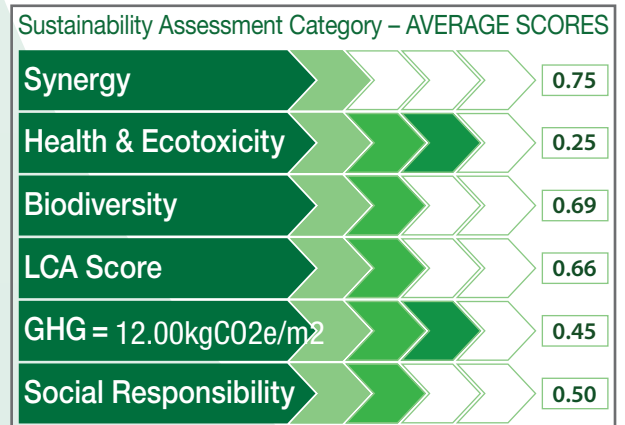 Sustainability Assessment Category – AVERAGE SCORES
Synergy 0.75
Health & Ecotoxicity 0.25
Biodiversity 0.69
LCA Score 0.66
GHG = 12.00kgCO2e/m2 0.45
Social Responsibility 0.50